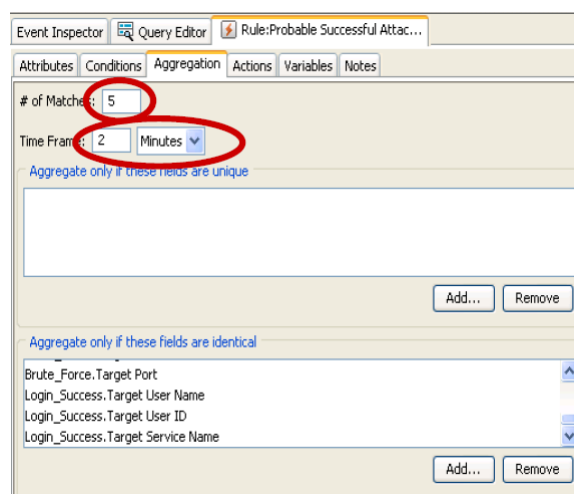 Event Inspector Query Editor Rule:Probable Successful Attac...
Attributes Conditions Aggregation Actions Variables Notes
# of Matches: 5
Time Frame: 2 Minutes
Aggregate only if these fields are unique
Add... Remove
Aggregate only if these fields are identical
Brute_Force.Target Port
Login_Success.Target User Name
Login_Success.Target User ID
Login_Success.Target Service Name
Add... Remove